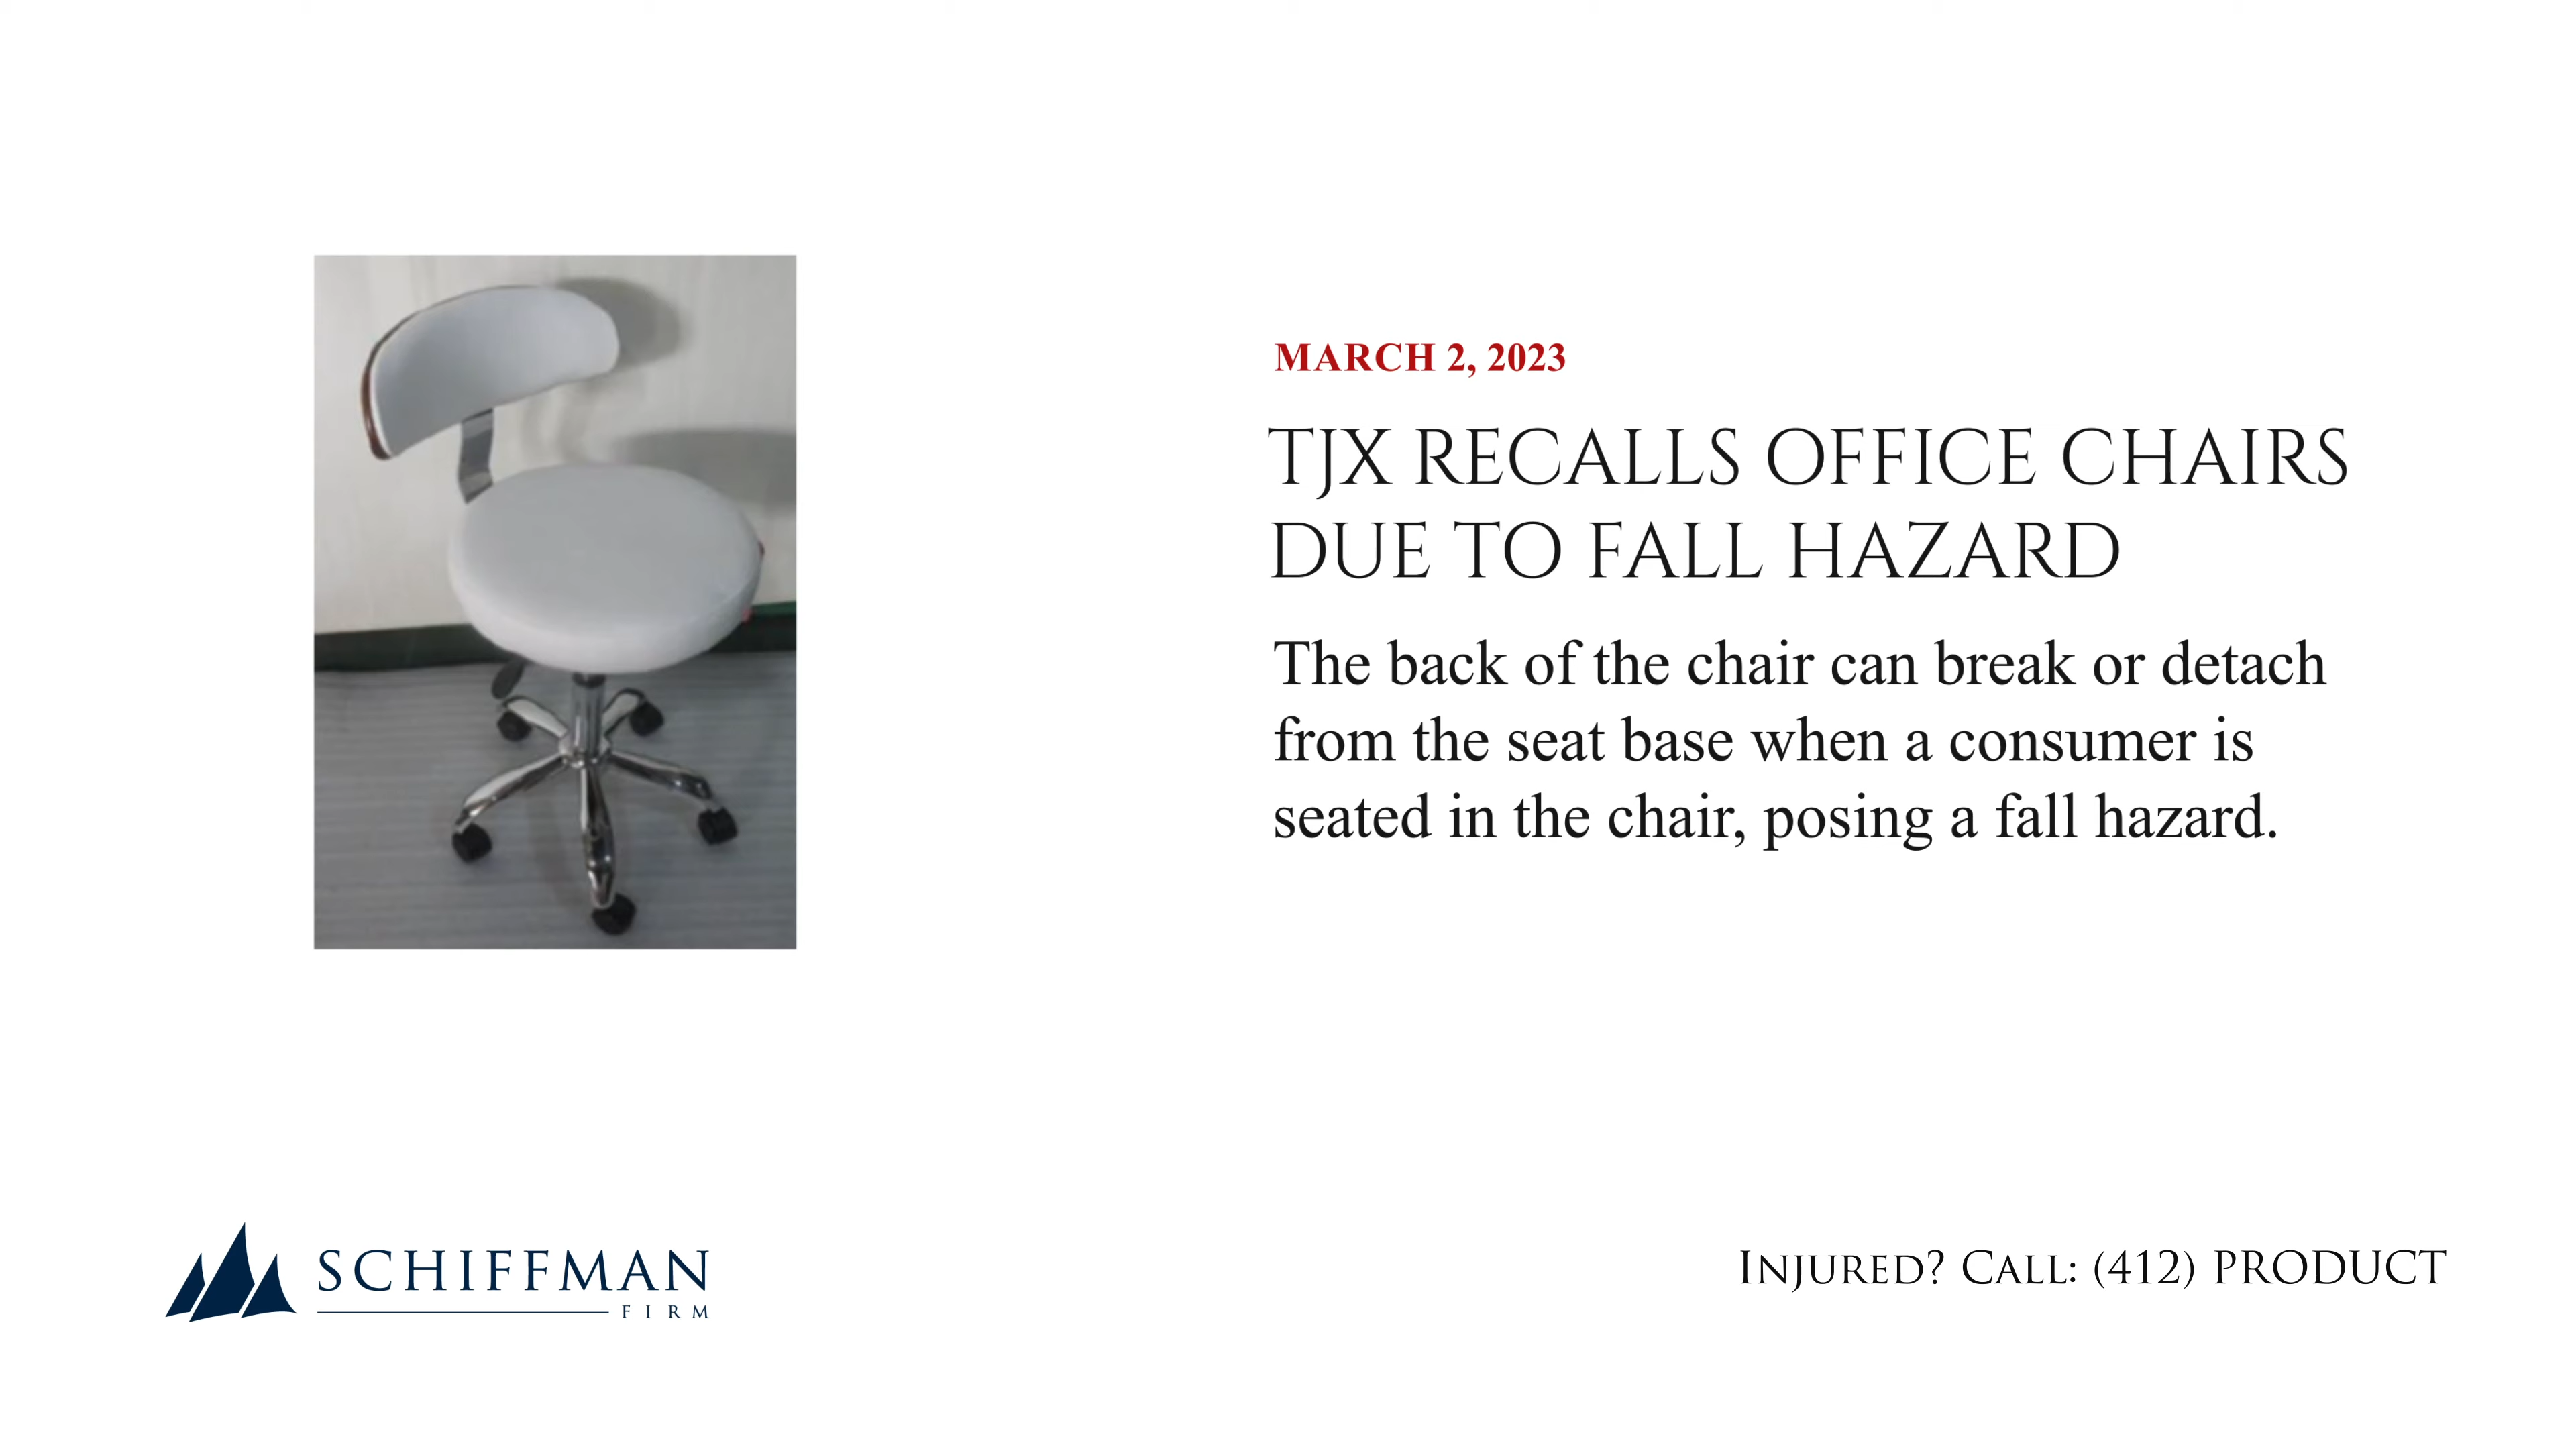 MARCH 2, 2023
TJX RECALLS OFFICE CHAIRS
DUE TO FALL HAZARD
The back of the chair can break or detach
from the seat base when a consumer is
seated in the chair, posing a fall hazard.
SCHIFFMAN
FIRM
INJURED? CALL: (412) PRODUCT